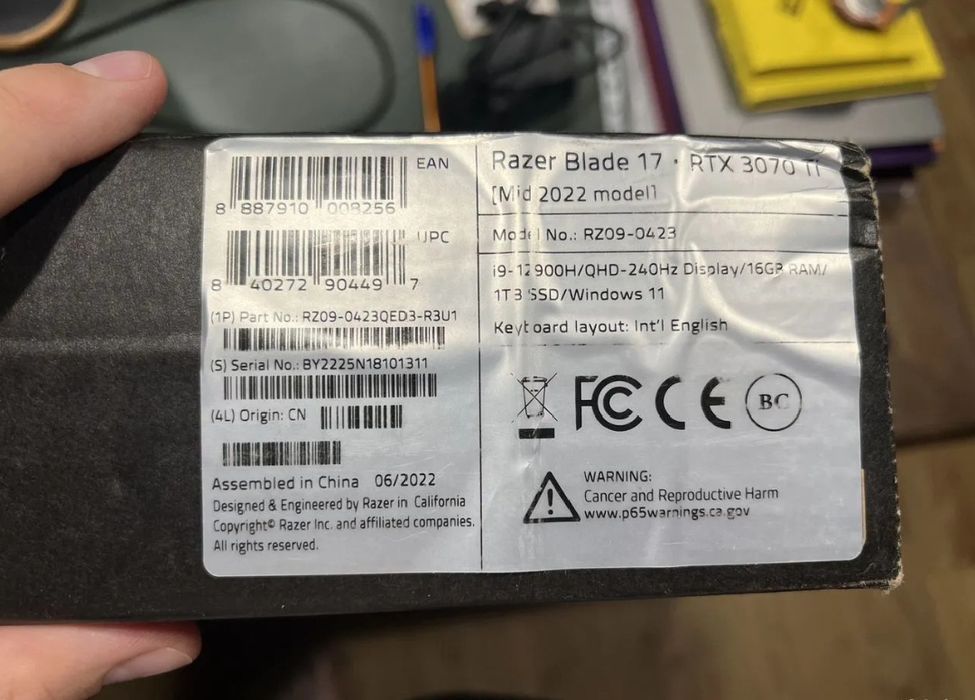 EAN
8 887910 008256
UPC
8 40272 90449 7
(1P) Part No.: RZ09-0423QED3-R3U1
(S) Serial No.: BY2225N18101311
(4L) Origin: CN
Assembled in China 06/2022
Designed & Engineered by Razer in California
Copyright© Razer Inc. and affiliated companies.
All rights reserved.
Razer Blade 17 · RTX 3070 Ti
[Mid 2022 model]
Model No.: RZ09-0423
i9-12900H/QHD-240Hz Display/16GB RAM/
1TB SSD/Windows 11
Keyboard layout: Int'l English
FC CE BC
WARNING:
Cancer and Reproductive Harm
www.p65warnings.ca.gov